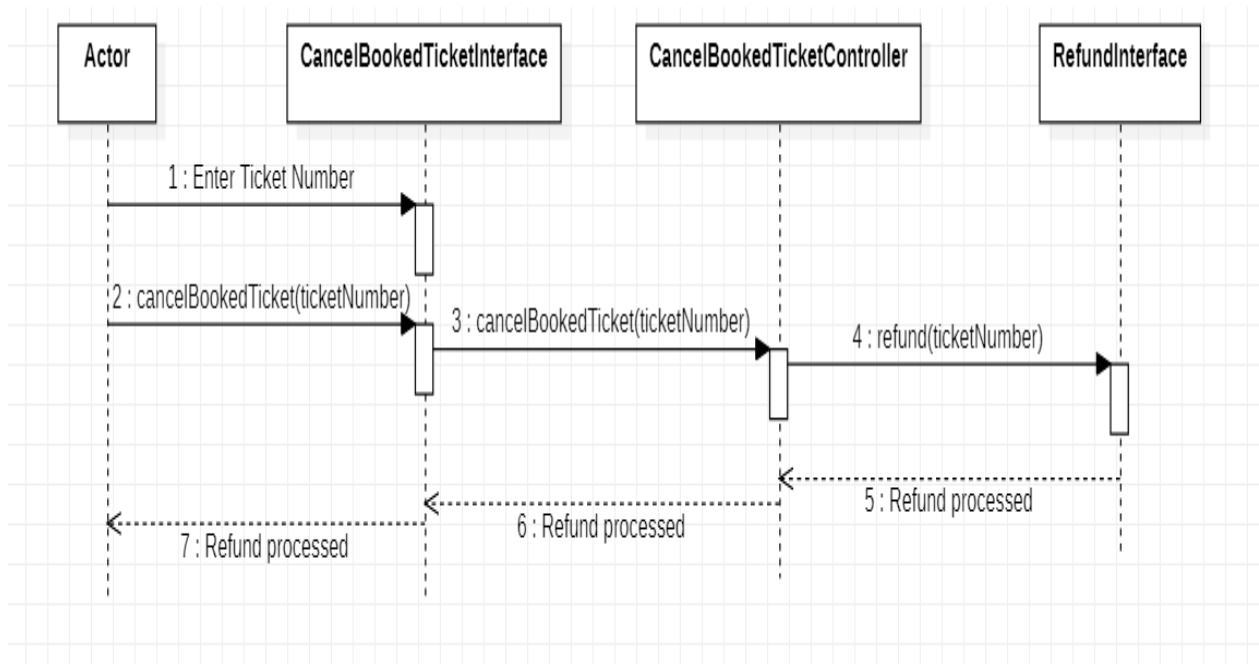 Actor
CancelBookedTicketInterface
CancelBookedTicketController
RefundInterface
1 : Enter Ticket Number
2 : cancelBookedTicket(ticketNumber)
3 : cancelBookedTicket(ticketNumber)
4 : refund(ticketNumber)
5 : Refund processed
6 : Refund processed
7 : Refund processed